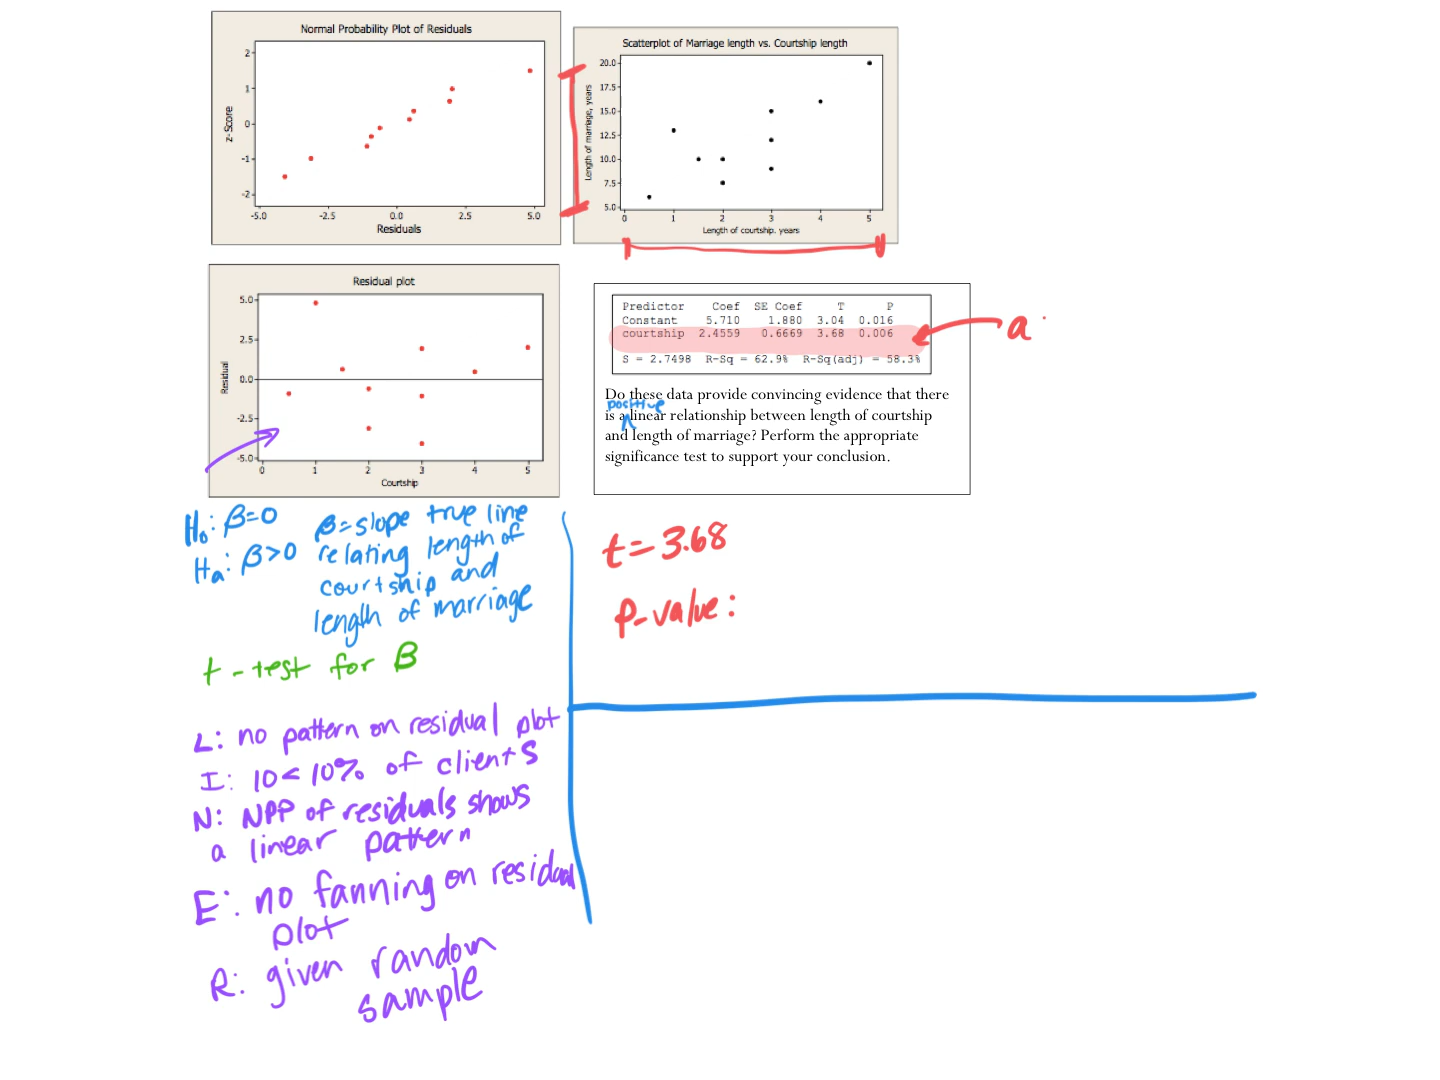 Normal Probability Plot of Residuals
2
1
0
-1
-2
z-Score
-5.0 -2.5 0.0 2.5 5.0
Residuals
Scatterplot of Marriage length vs. Courtship length
20.0
17.5
15.0
12.5
10.0
7.5
5.0
Length of marriage, years
0 1 2 3 4 5
Length of courtship, years
Residual plot
5.0
2.5
0.0
-2.5
-5.0
Residual
0 1 2 3 4 5
Courtship
Predictor Coef SE Coef T P
Constant 5.710 1.880 3.04 0.016
courtship 2.4559 0.6669 3.68 0.006
S = 2.7498 R-Sq = 62.9% R-Sq(adj) = 58.3%
a
Do these data provide convincing evidence that there
positive
is a linear relationship between length of courtship
and length of marriage? Perform the appropriate
significance test to support your conclusion.
H₀: β=0
Hₐ: β>0
β=slope true line
relating length of
courtship and
length of marriage
t-test for β
L: no pattern on residual plot
I: 10<10% of clients
N: NPP of residuals shows
a linear pattern
E: no fanning on residual
plot
R: given random
sample
t=3.68
p-value: